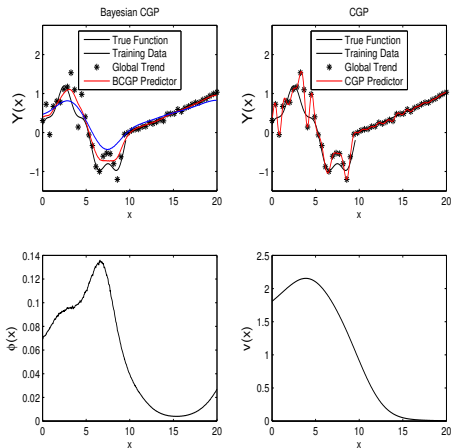 Bayesian CGP
True Function
Training Data
Global Trend
BCGP Predictor
Y(x)
2
1
0
−1
0
5
10
15
20
x
CGP
True Function
Training Data
Global Trend
CGP Predictor
Y(x)
2
1
0
−1
0
5
10
15
20
x
ϕ(x)
0.14
0.12
0.1
0.08
0.06
0.04
0.02
0
0
5
10
15
20
x
v(x)
2.5
2
1.5
1
0.5
0
0
5
10
15
20
x